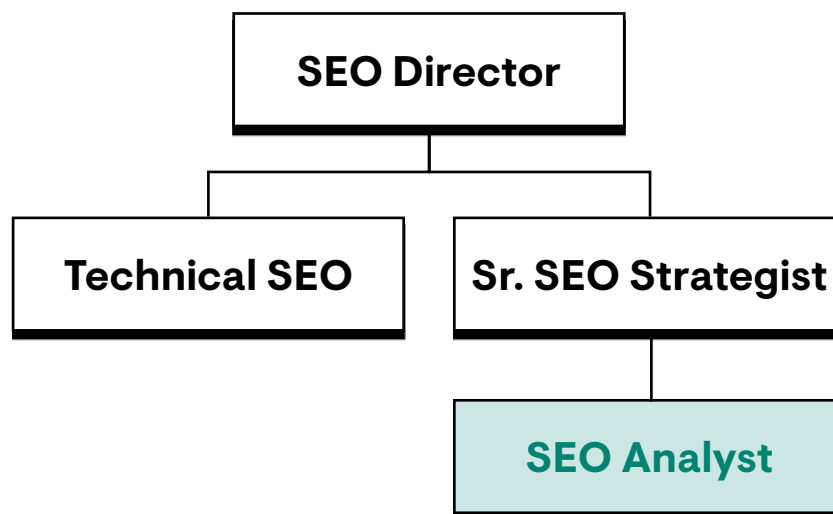 SEO Director
Technical SEO
Sr. SEO Strategist
SEO Analyst